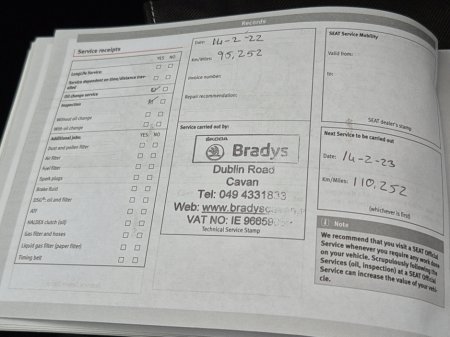 Records
Service receipts
YES NO
LongLife Service
Service dependent on time/distance travelled
Oil change service
Inspection
Without oil change
With oil change
Additional jobs: YES NO
Dust and pollen filter
Air filter
Fuel filter
Spark plugs
Brake fluid
DSG®: oil and filter
ATF
HALDEX clutch (oil)
Gas filter and hoses
Liquid gas filter (paper filter)
Timing belt
Date: 14-2-22
Km/Miles: 95,252
Invoice number:
Repair recommendation:
Service carried out by:
ŠKODA
Bradys
Dublin Road
Cavan
Tel: 049 4331833
Web: www.bradys
VAT NO: IE
Technical Service Stamp
SEAT Service Mobility
Valid from:
to:
SEAT dealer's stamp
Next Service to be carried out
Date: 14-2-23
Km/Miles: 110,252
(whichever is first)
i Note
We recommend that you visit a SEAT Official
Service whenever you require any work done
on your vehicle. Scrupulously following the
Services (oil, inspection) at a SEAT Official
Service can increase the value of your vehi-
cle.